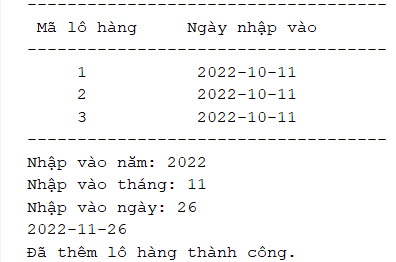 ------------------------------------
Mã lô hàng Ngày nhập vào
------------------------------------
1 2022-10-11
2 2022-10-11
3 2022-10-11
------------------------------------
Nhập vào năm: 2022
Nhập vào tháng: 11
Nhập vào ngày: 26
2022-11-26
Đã thêm lô hàng thành công.